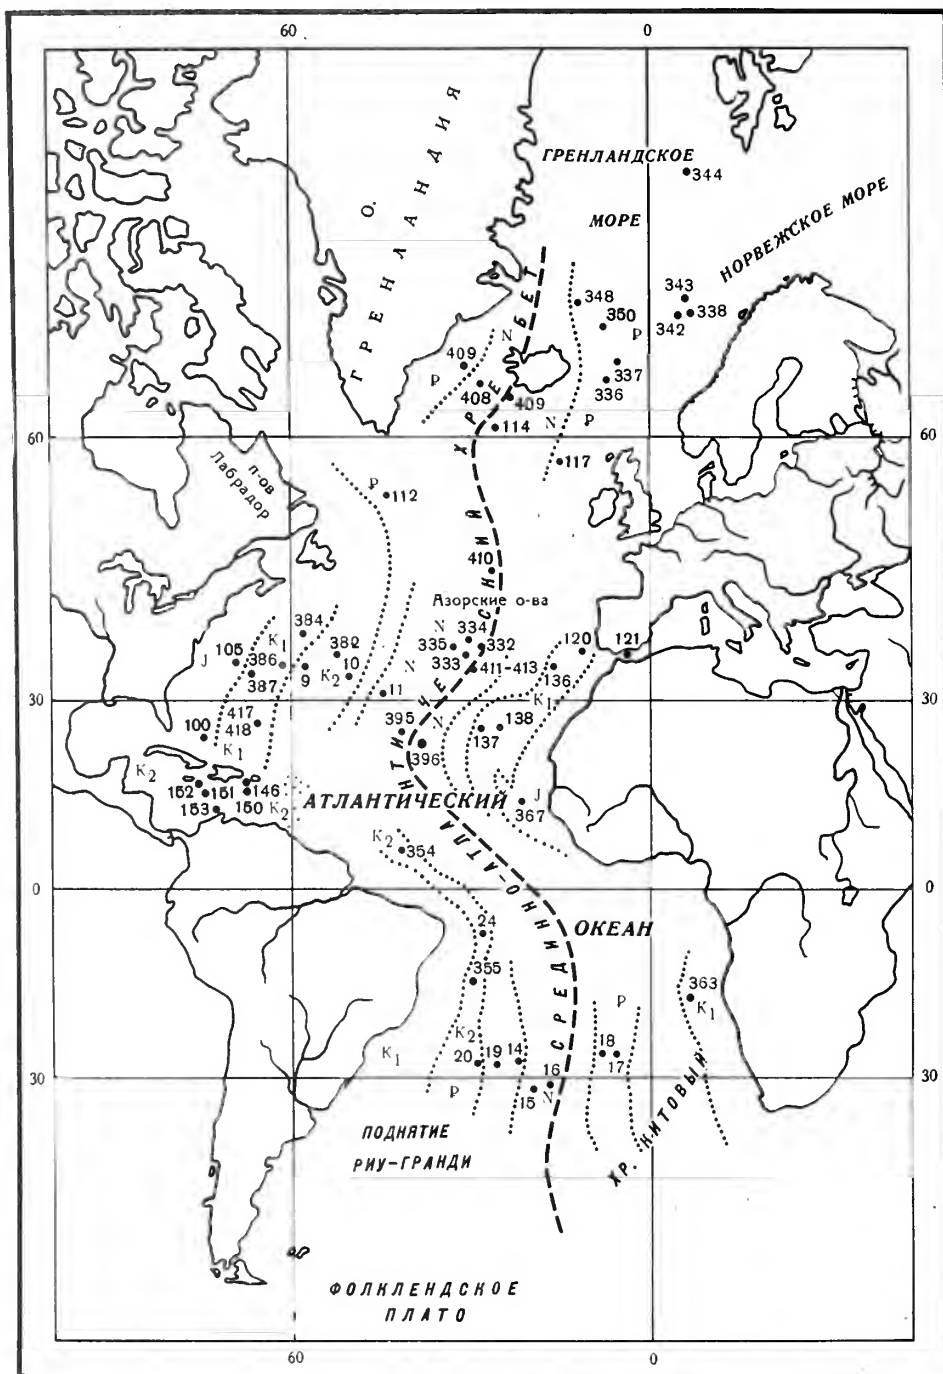 60 0
О. ГРЕНЛАНДИЯ
ГРЕНЛАНДСКОЕ
МОРЕ
НОРВЕЖСКОЕ МОРЕ
344
343
348
338
350
342
N
P
409
337
P
408
336
409
114
N
P
60 60
117
п-ов
Лабрадор
P
112
410
Азорские о-ва
384
N
334
K1
382
335
332
120
121
J
105
386
10
333
N
411-413
136
387
9
K2
11
K1
30 30
417
395
N
138
100
418
K1
137
396
K2
152
151
146
J
153
150
K2
367
АТЛАНТИЧЕСКИЙ
K2
354
0 0
24
ОКЕАН
355
363
P
K1
K2
K1
20
19
14
18
17
16
P
15
N
30 30
СРЕДИННО-АТЛАНТИЧЕСКИЙ ХРЕБЕТ
ХР. КИТОВЫЙ
ПОДНЯТИЕ
РИУ-ГРАНДИ
ФОЛКЛЕНДСКОЕ
ПЛАТО
60 0